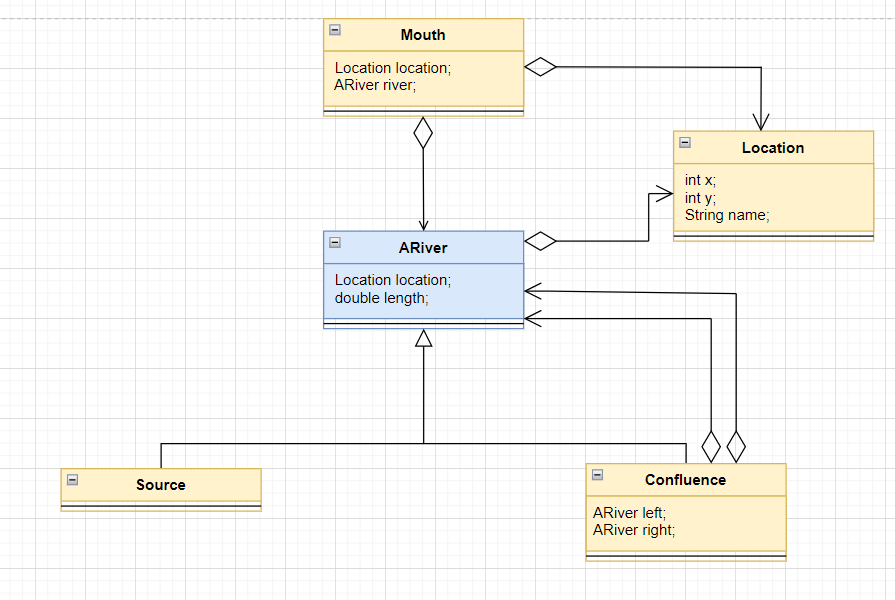 Mouth
Location location;
ARiver river;
Location
int x;
int y;
String name;
ARiver
Location location;
double length;
Source
Confluence
ARiver left;
ARiver right;